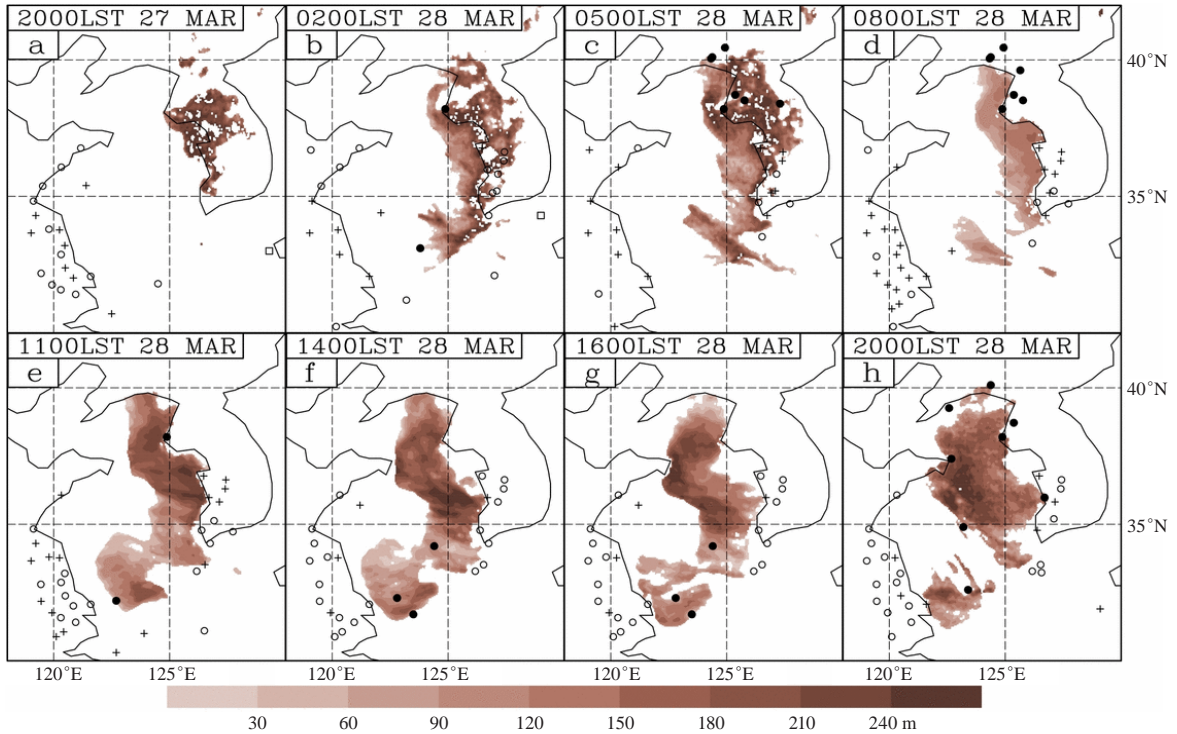 2000LST 27 MAR
0200LST 28 MAR
0500LST 28 MAR
0800LST 28 MAR
a
b
c
d
40°N
35°N
1100LST 28 MAR
1400LST 28 MAR
1600LST 28 MAR
2000LST 28 MAR
e
f
g
h
40°N
35°N
120°E 125°E 120°E 125°E 120°E 125°E 120°E 125°E
30 60 90 120 150 180 210 240 m